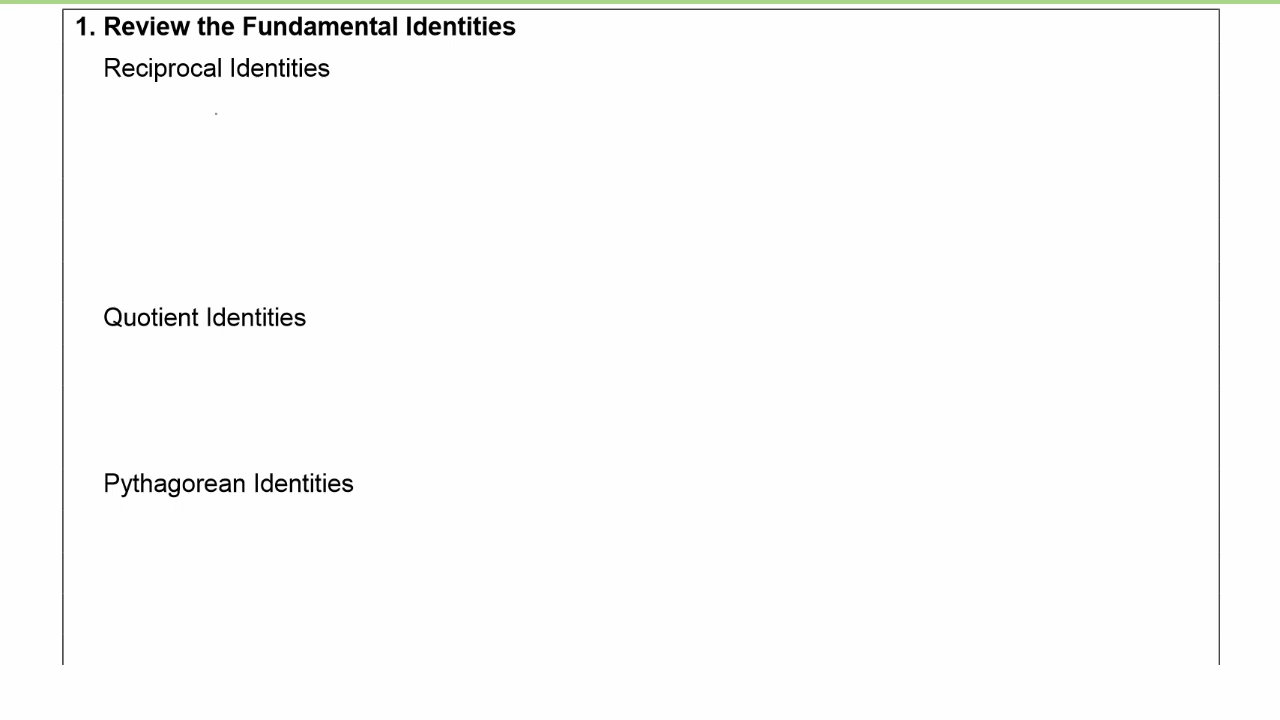 1. Review the Fundamental Identities
Reciprocal Identities
Quotient Identities
Pythagorean Identities